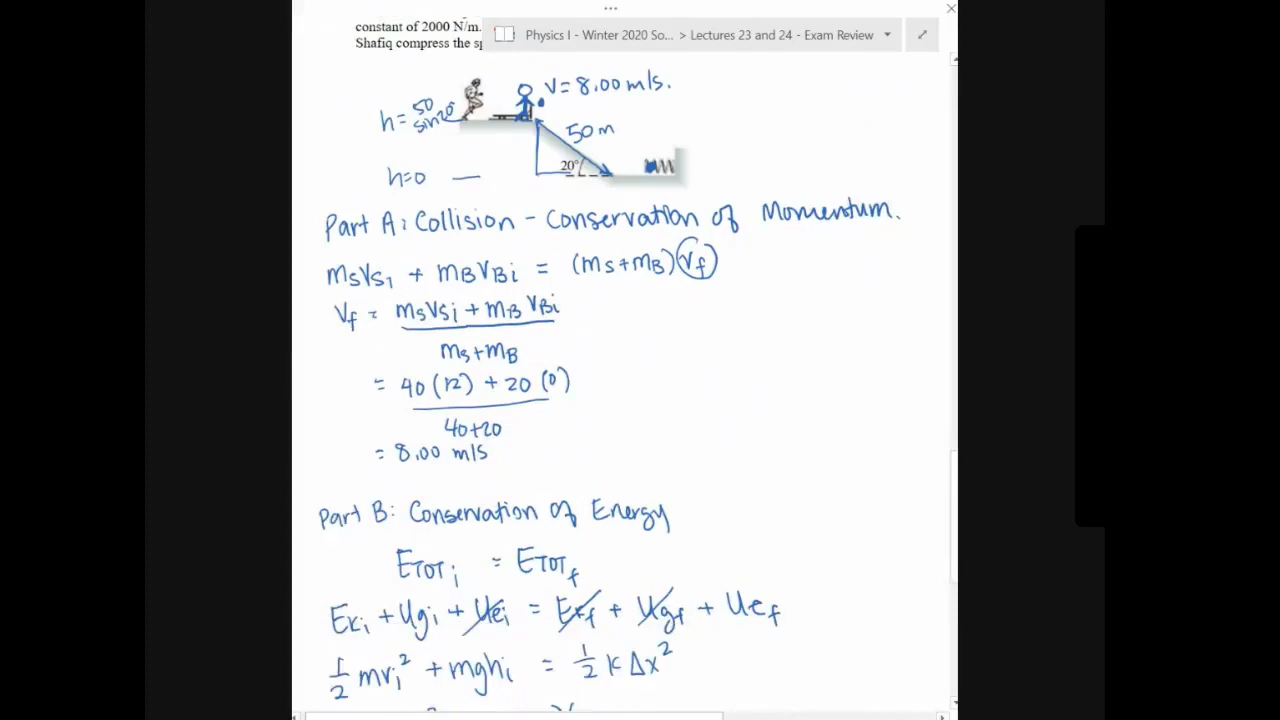 constant of 2000 N/m.
Shafiq compress the sp
Physics I - Winter 2020 So... > Lectures 23 and 24 - Exam Review
V = 8.00 m/s.
h = 50 sin20
50 m
20°
h=0
Part A: Collision - Conservation of Momentum.
msvs₁ + mBVBi = (ms+mB)(Vf)
Vf = msvsi + mB VBi
ms+mB
= 40 (12) + 20 (0)
40+20
= 8.00 m/s
Part B: Conservation of Energy
ETOTi = ETOTf
EKi + Ugi + Uei = EKf + Ugf + Uef
1/2 mvi² + mghi = 1/2 k Δx²